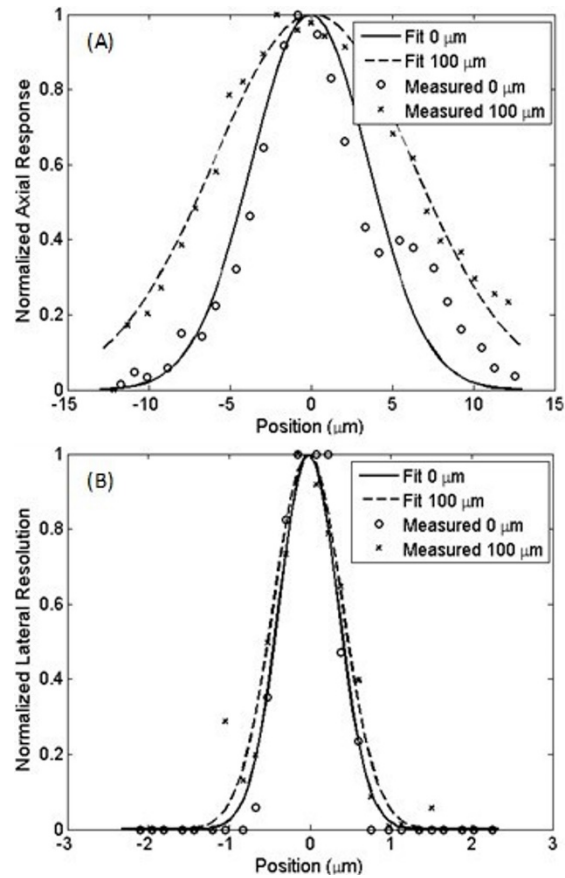 (A)
Fit 0 μm
Fit 100 μm
Measured 0 μm
Measured 100 μm
Normalized Axial Response
1
0.8
0.6
0.4
0.2
0
-15 -10 -5 0 5 10 15
Position (μm)
(B)
Fit 0 μm
Fit 100 μm
Measured 0 μm
Measured 100 μm
Normalized Lateral Resolution
1
0.8
0.6
0.4
0.2
0
-3 -2 -1 0 1 2 3
Position (μm)